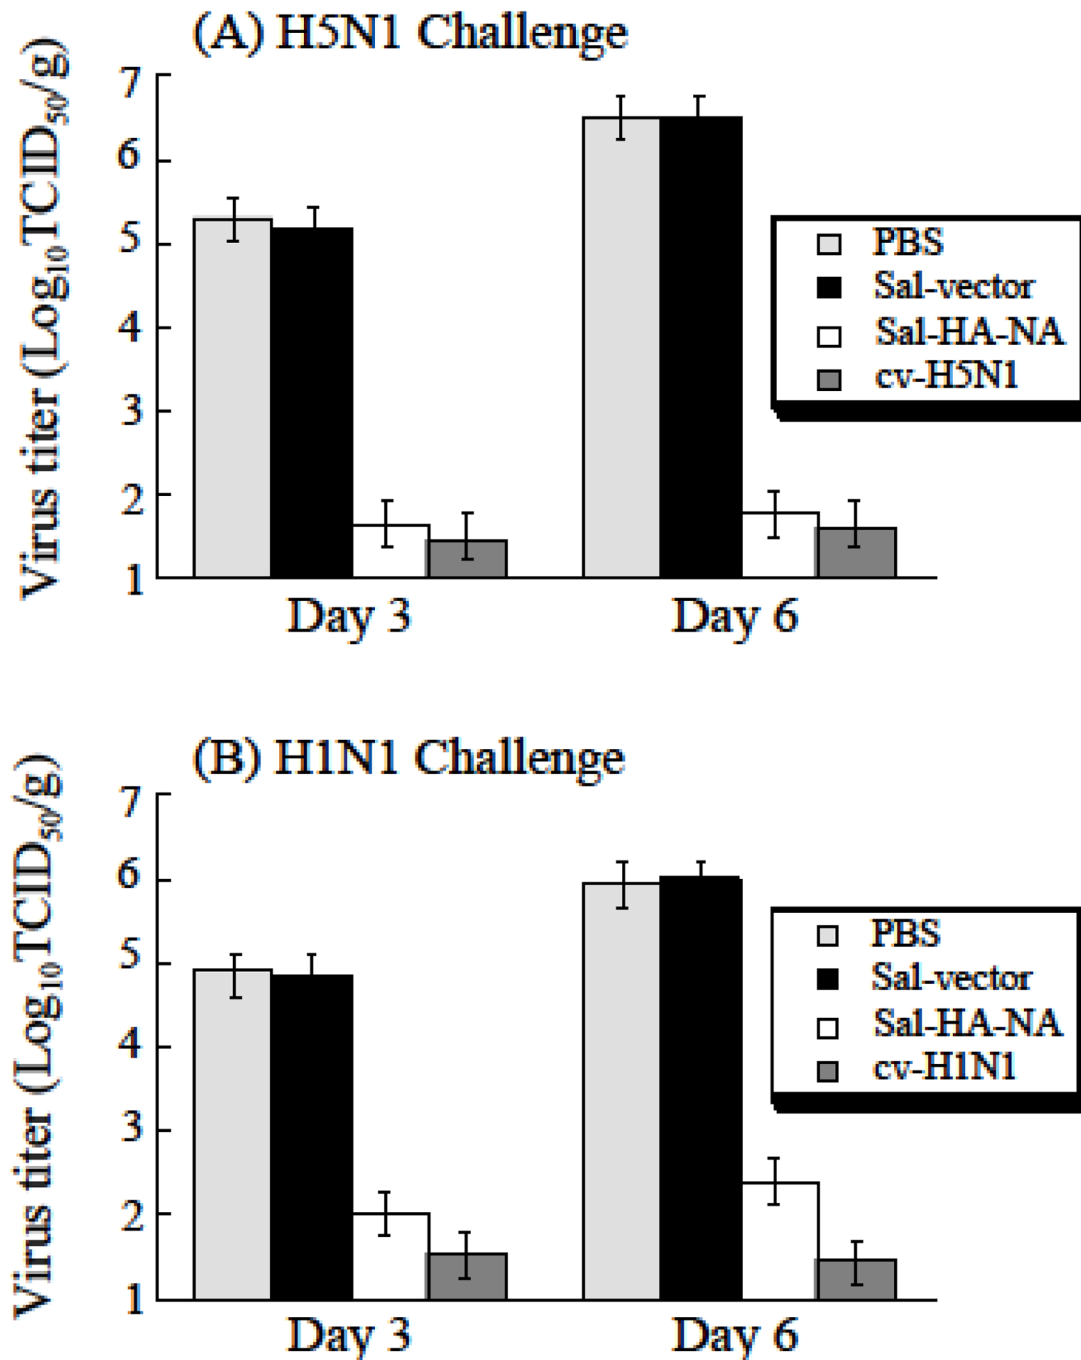 (A) H5N1 Challenge
Virus titer (Log₁₀TCID₅₀/g)
7
6
5
4
3
2
1
PBS
Sal-vector
Sal-HA-NA
cv-H5N1
Day 3 Day 6
(B) H1N1 Challenge
Virus titer (Log₁₀TCID₅₀/g)
7
6
5
4
3
2
1
PBS
Sal-vector
Sal-HA-NA
cv-H1N1
Day 3 Day 6